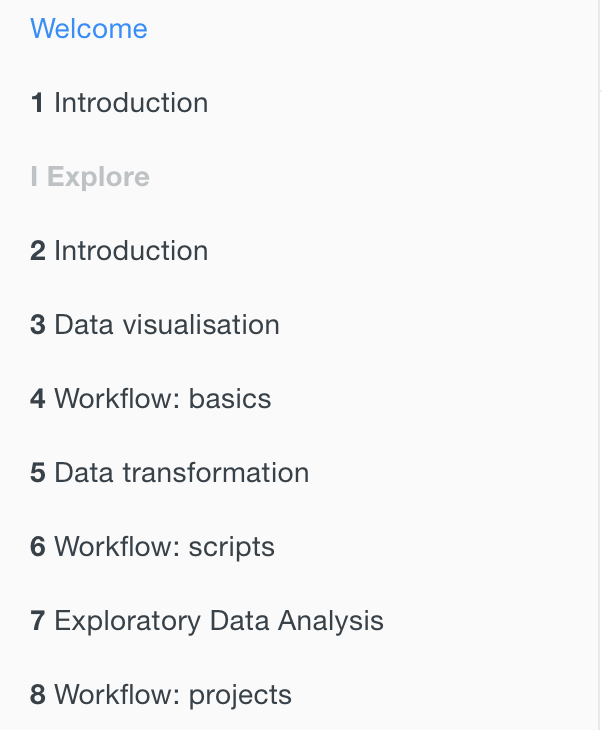 Welcome
1 Introduction
I Explore
2 Introduction
3 Data visualisation
4 Workflow: basics
5 Data transformation
6 Workflow: scripts
7 Exploratory Data Analysis
8 Workflow: projects